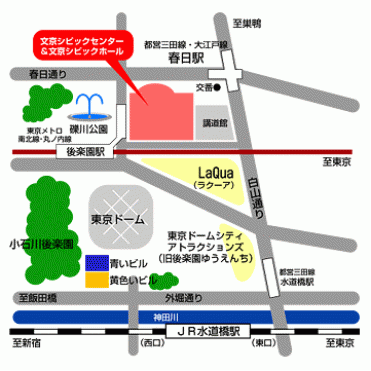 文京シビックセンター
＆文京シビックホール
至巣鴨
都営三田線・大江戸線
春日駅
春日通り
交番
礫川公園
講道館
東京メトロ
南北線・丸ノ内線
後楽園駅
至東京
LaQua
(ラクーア)
白山通り
東京ドーム
小石川後楽園
東京ドームシティ
アトラクションズ
(旧後楽園ゆうえんち)
青いビル
黄色いビル
都営三田線
水道橋駅
至飯田橋
外堀通り
神田川
至新宿
(西口)
ＪＲ水道橋駅
(東口)
至東京